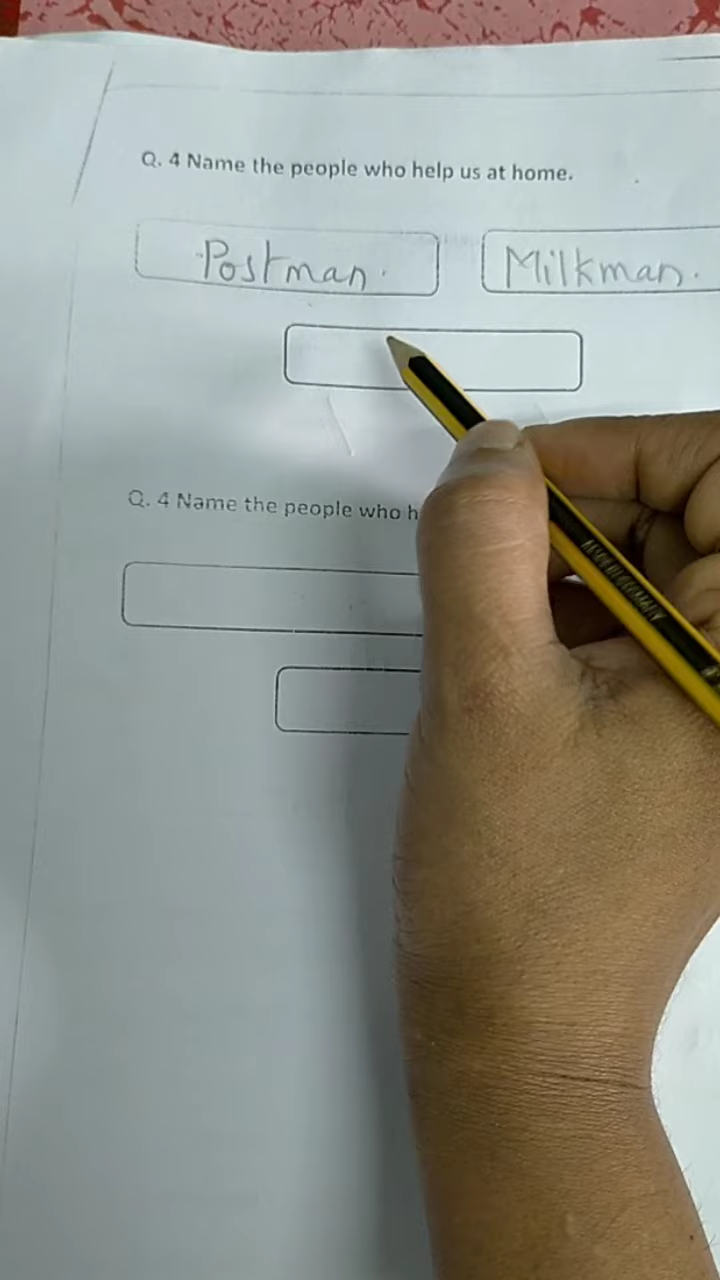 Q. 4 Name the people who help us at home.
Postman.
Milkman.
Q. 4 Name the people who h